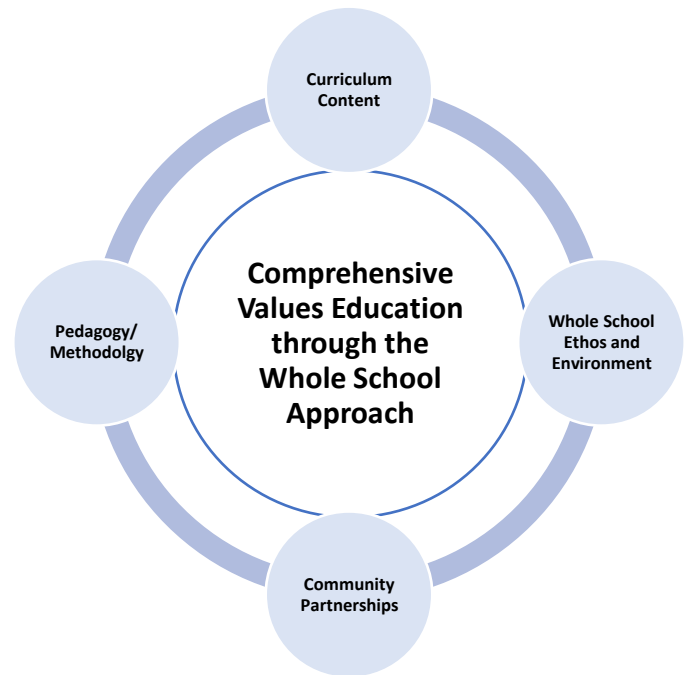 Curriculum
Content
Comprehensive
Values Education
through the
Whole School
Approach
Pedagogy/
Methodolgy
Whole School
Ethos and
Environment
Community
Partnerships